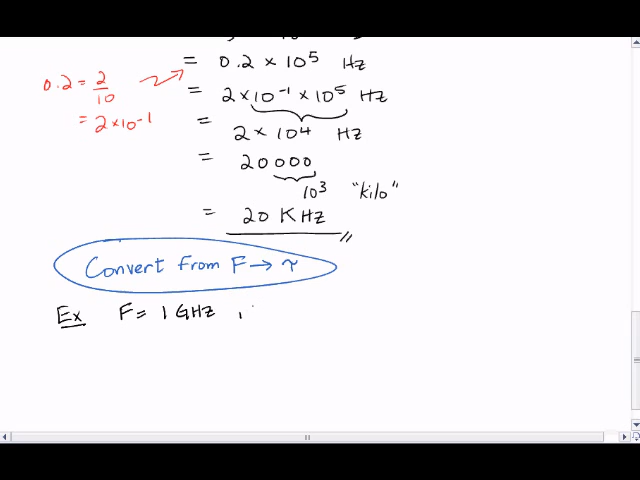 = 0.2 × 10⁵ Hz
0.2 = 2/10
= 2 × 10⁻¹ × 10⁵ Hz
= 2 × 10⁻¹
= 2 × 10⁴ Hz
= 20000
10³ "kilo"
= 20 KHz
Convert from F → τ
Ex F = 1 GHz ,